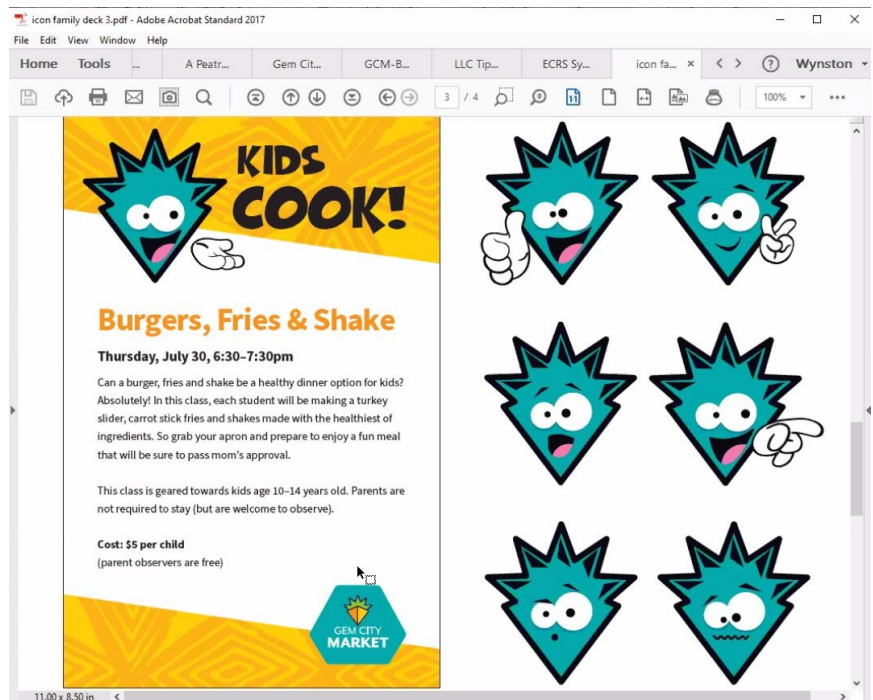 icon family deck 3.pdf - Adobe Acrobat Standard 2017
File Edit View Window Help
Home Tools ... A Peatr... Gem Cit... GCM-B... LLC Tip... ECRS Sy... icon fa... × Wynston
3 / 4 100%
KIDS
COOK!
Burgers, Fries & Shake
Thursday, July 30, 6:30–7:30pm
Can a burger, fries and shake be a healthy dinner option for kids?
Absolutely! In this class, each student will be making a turkey
slider, carrot stick fries and shakes made with the healthiest of
ingredients. So grab your apron and prepare to enjoy a fun meal
that will be sure to pass mom's approval.
This class is geared towards kids age 10–14 years old. Parents are
not required to stay (but are welcome to observe).
Cost: $5 per child
(parent observers are free)
GEM CITY
MARKET
11.00 x 8.50 in